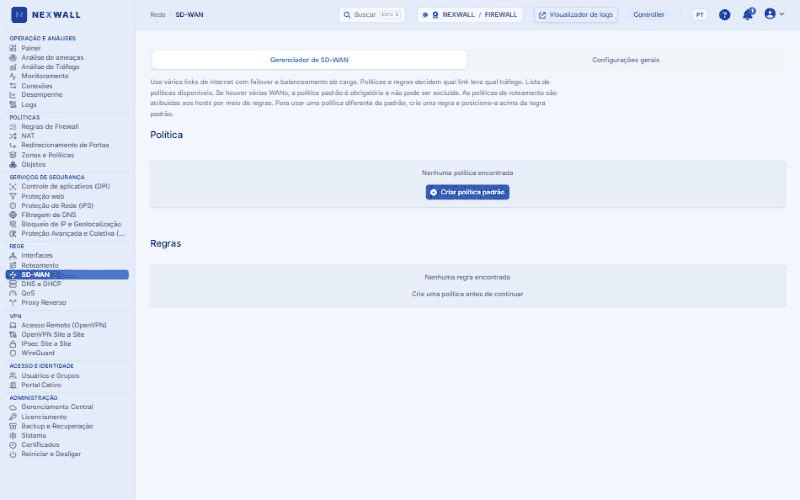 NEXWALL
Rede › SD-WAN
Buscar Ctrl k
NEXWALL / FIREWALL
Visualizador de logs
Controller
PT
OPERAÇÃO E ANÁLISES
Painel
Análise de ameaças
Análise de Tráfego
Monitoramento
Conexões
Desempenho
Logs
POLÍTICAS
Regras de Firewall
NAT
Redirecionamento de Portas
Zonas e Políticas
Objetos
SERVIÇOS DE SEGURANÇA
Controle de aplicativos (DPI)
Proteção web
Proteção de Rede (IPS)
Filtragem de DNS
Bloqueio de IP e Geolocalização
Proteção Avançada e Coletiva (...
REDE
Interfaces
Roteamento
SD-WAN
DNS e DHCP
QoS
Proxy Reverso
VPN
Acesso Remoto (OpenVPN)
OpenVPN Site a Site
IPsec Site a Site
WireGuard
ACESSO E IDENTIDADE
Usuários e Grupos
Portal Cativo
ADMINISTRAÇÃO
Gerenciamento Central
Licenciamento
Backup e Recuperação
Sistema
Certificados
Reiniciar e Desligar
Gerenciador de SD-WAN
Configurações gerais
Use vários links de internet com failover e balanceamento de carga. Políticas e regras decidem qual link leva qual tráfego. Lista de
políticas disponíveis. Se houver várias WANs, a política padrão é obrigatória e não pode ser excluída. As políticas de roteamento são
atribuídas aos hosts por meio de regras. Para usar uma política diferente da padrão, crie uma regra e posicione-a acima da regra
padrão.
Política
Nenhuma política encontrada
Criar política padrão
Regras
Nenhuma regra encontrada
Crie uma política antes de continuar